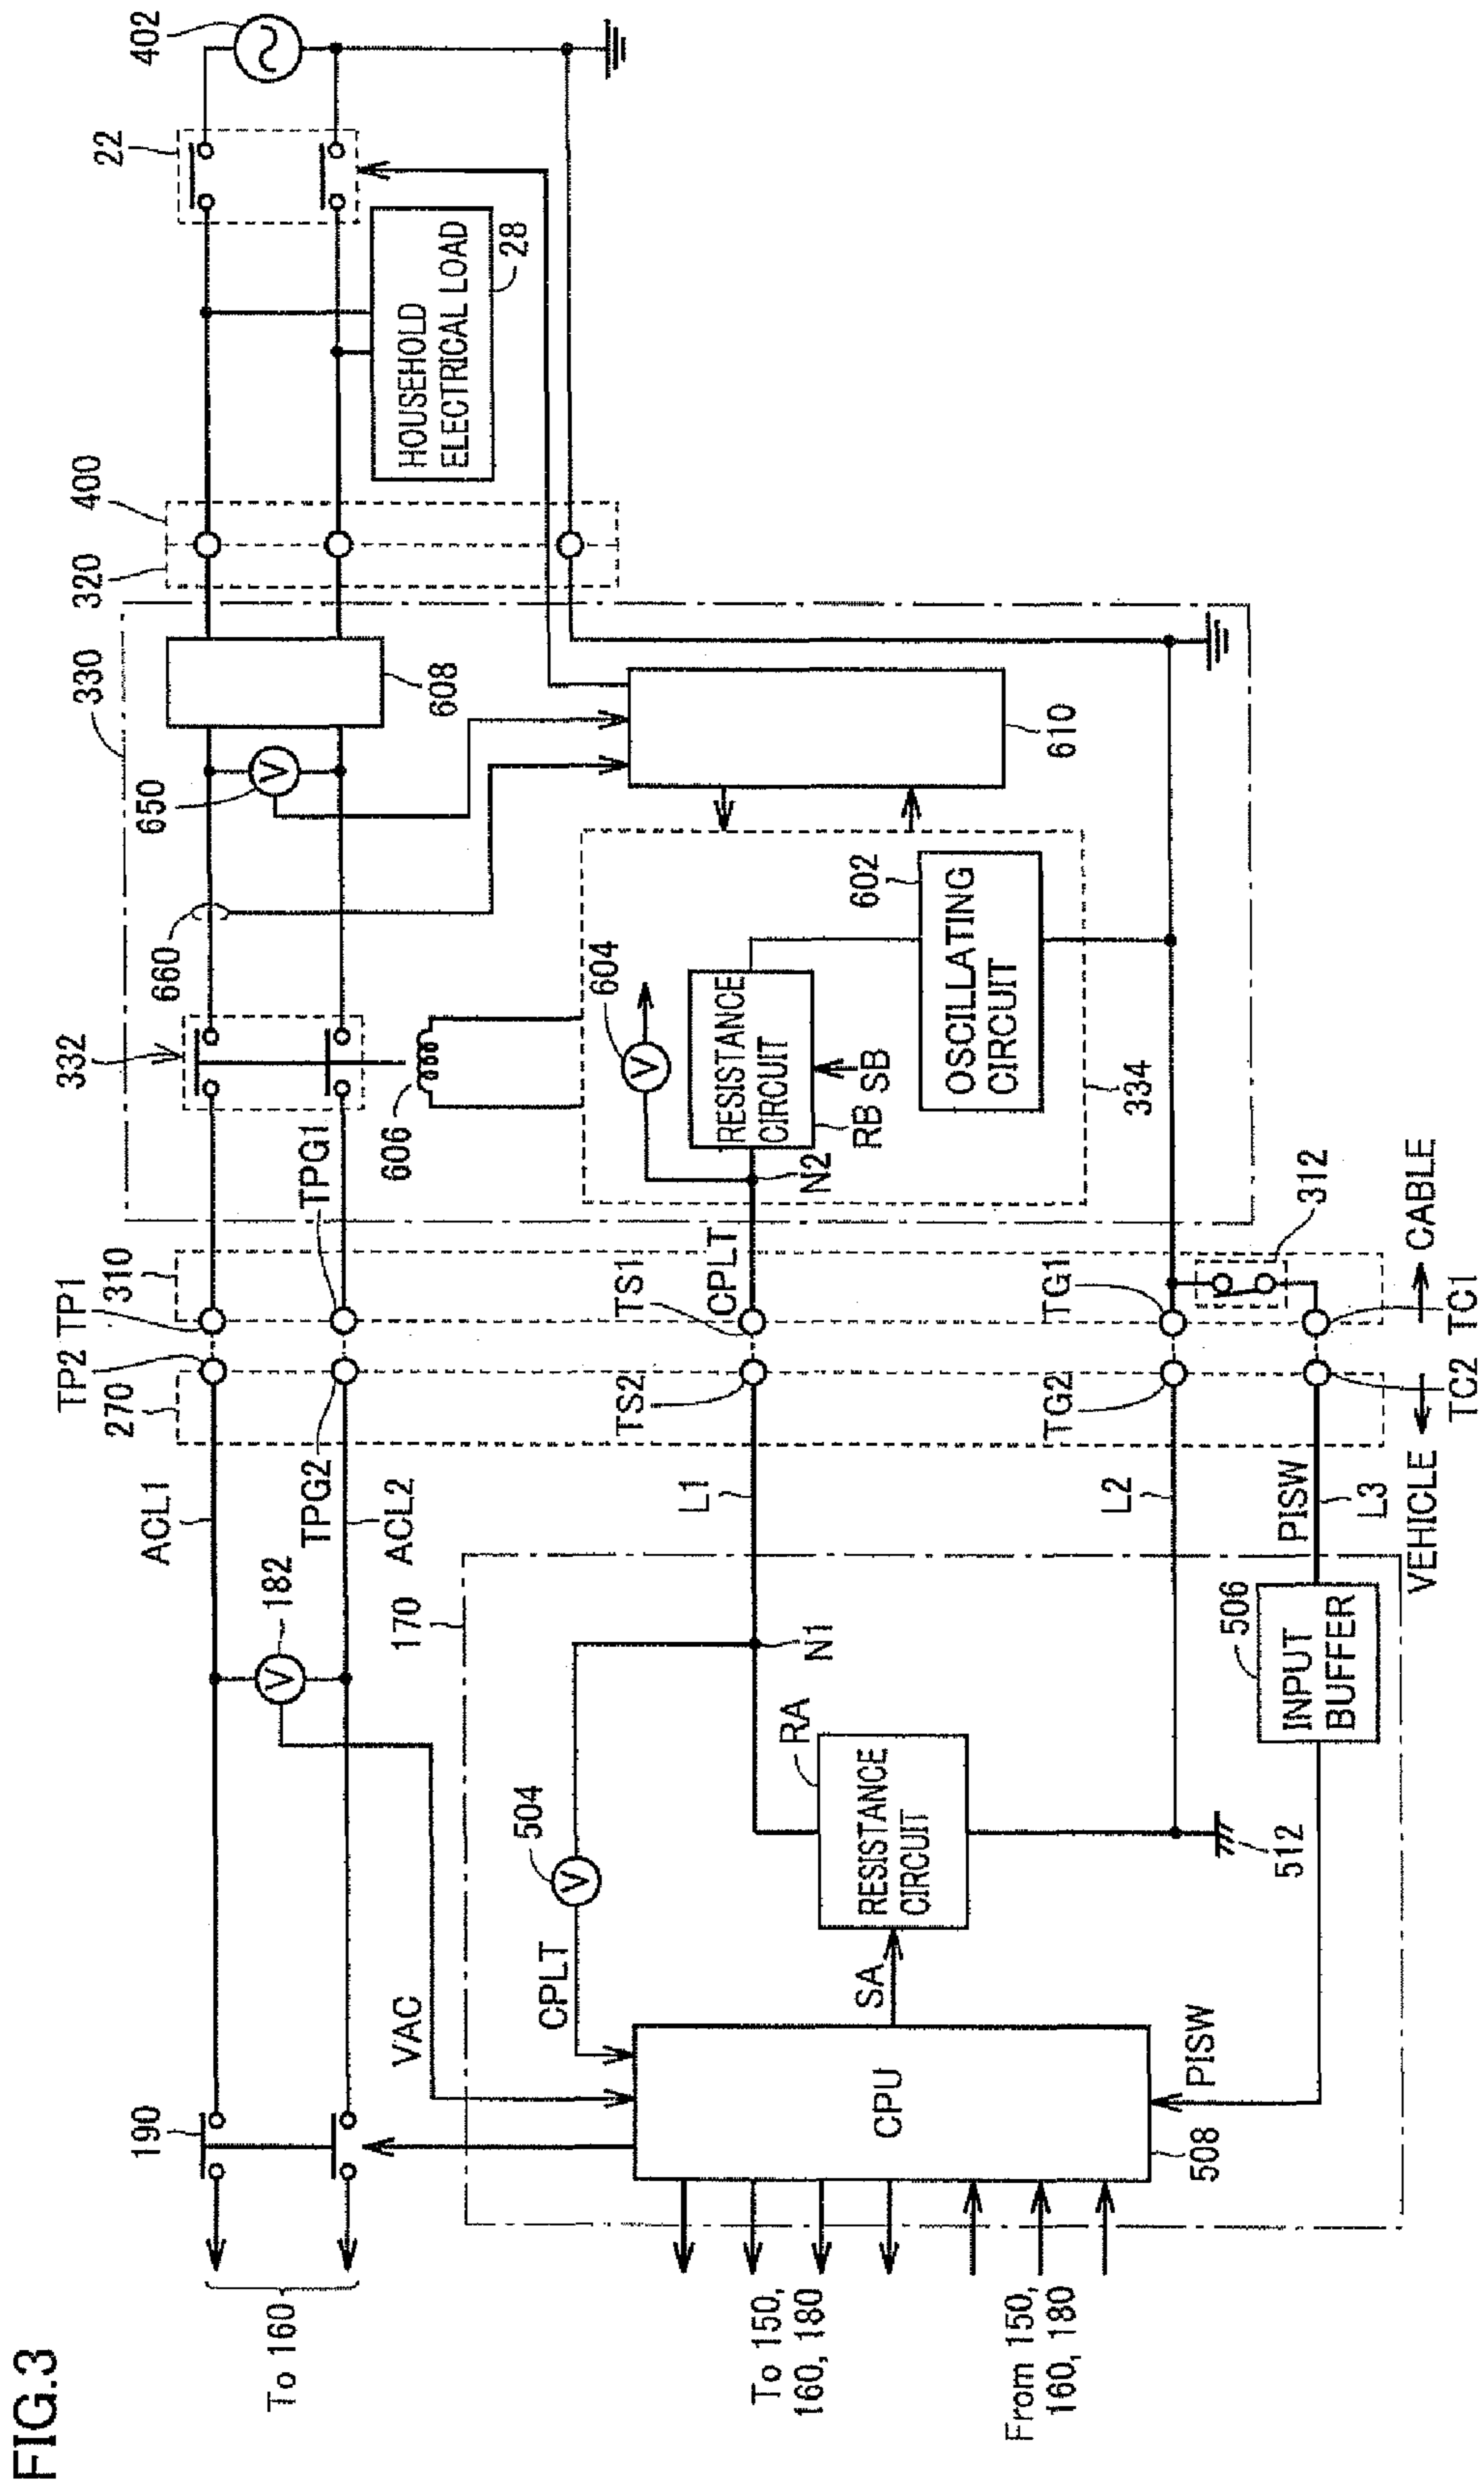 FIG.3
To 160
190
VAC
ACL1
182
ACL2
TPG2
270
TP2
TP1
310
TPG1
332
606
660
650
330
608
320
400
HOUSEHOLD
ELECTRICAL LOAD
28
22
402
170
504
V
V
V
V
CPLT
N1
L1
TS2
TS1
CPLT
N2
604
RESISTANCE
CIRCUIT
RB
SB
602
OSCILLATING
CIRCUIT
334
610
To 150,
160, 180
From 150,
160, 180
CPU
508
SA
RA
RESISTANCE
CIRCUIT
512
L2
TG2
TG1
312
PISW
506
INPUT
BUFFER
PISW
L3
TC2
TC1
VEHICLE
CABLE